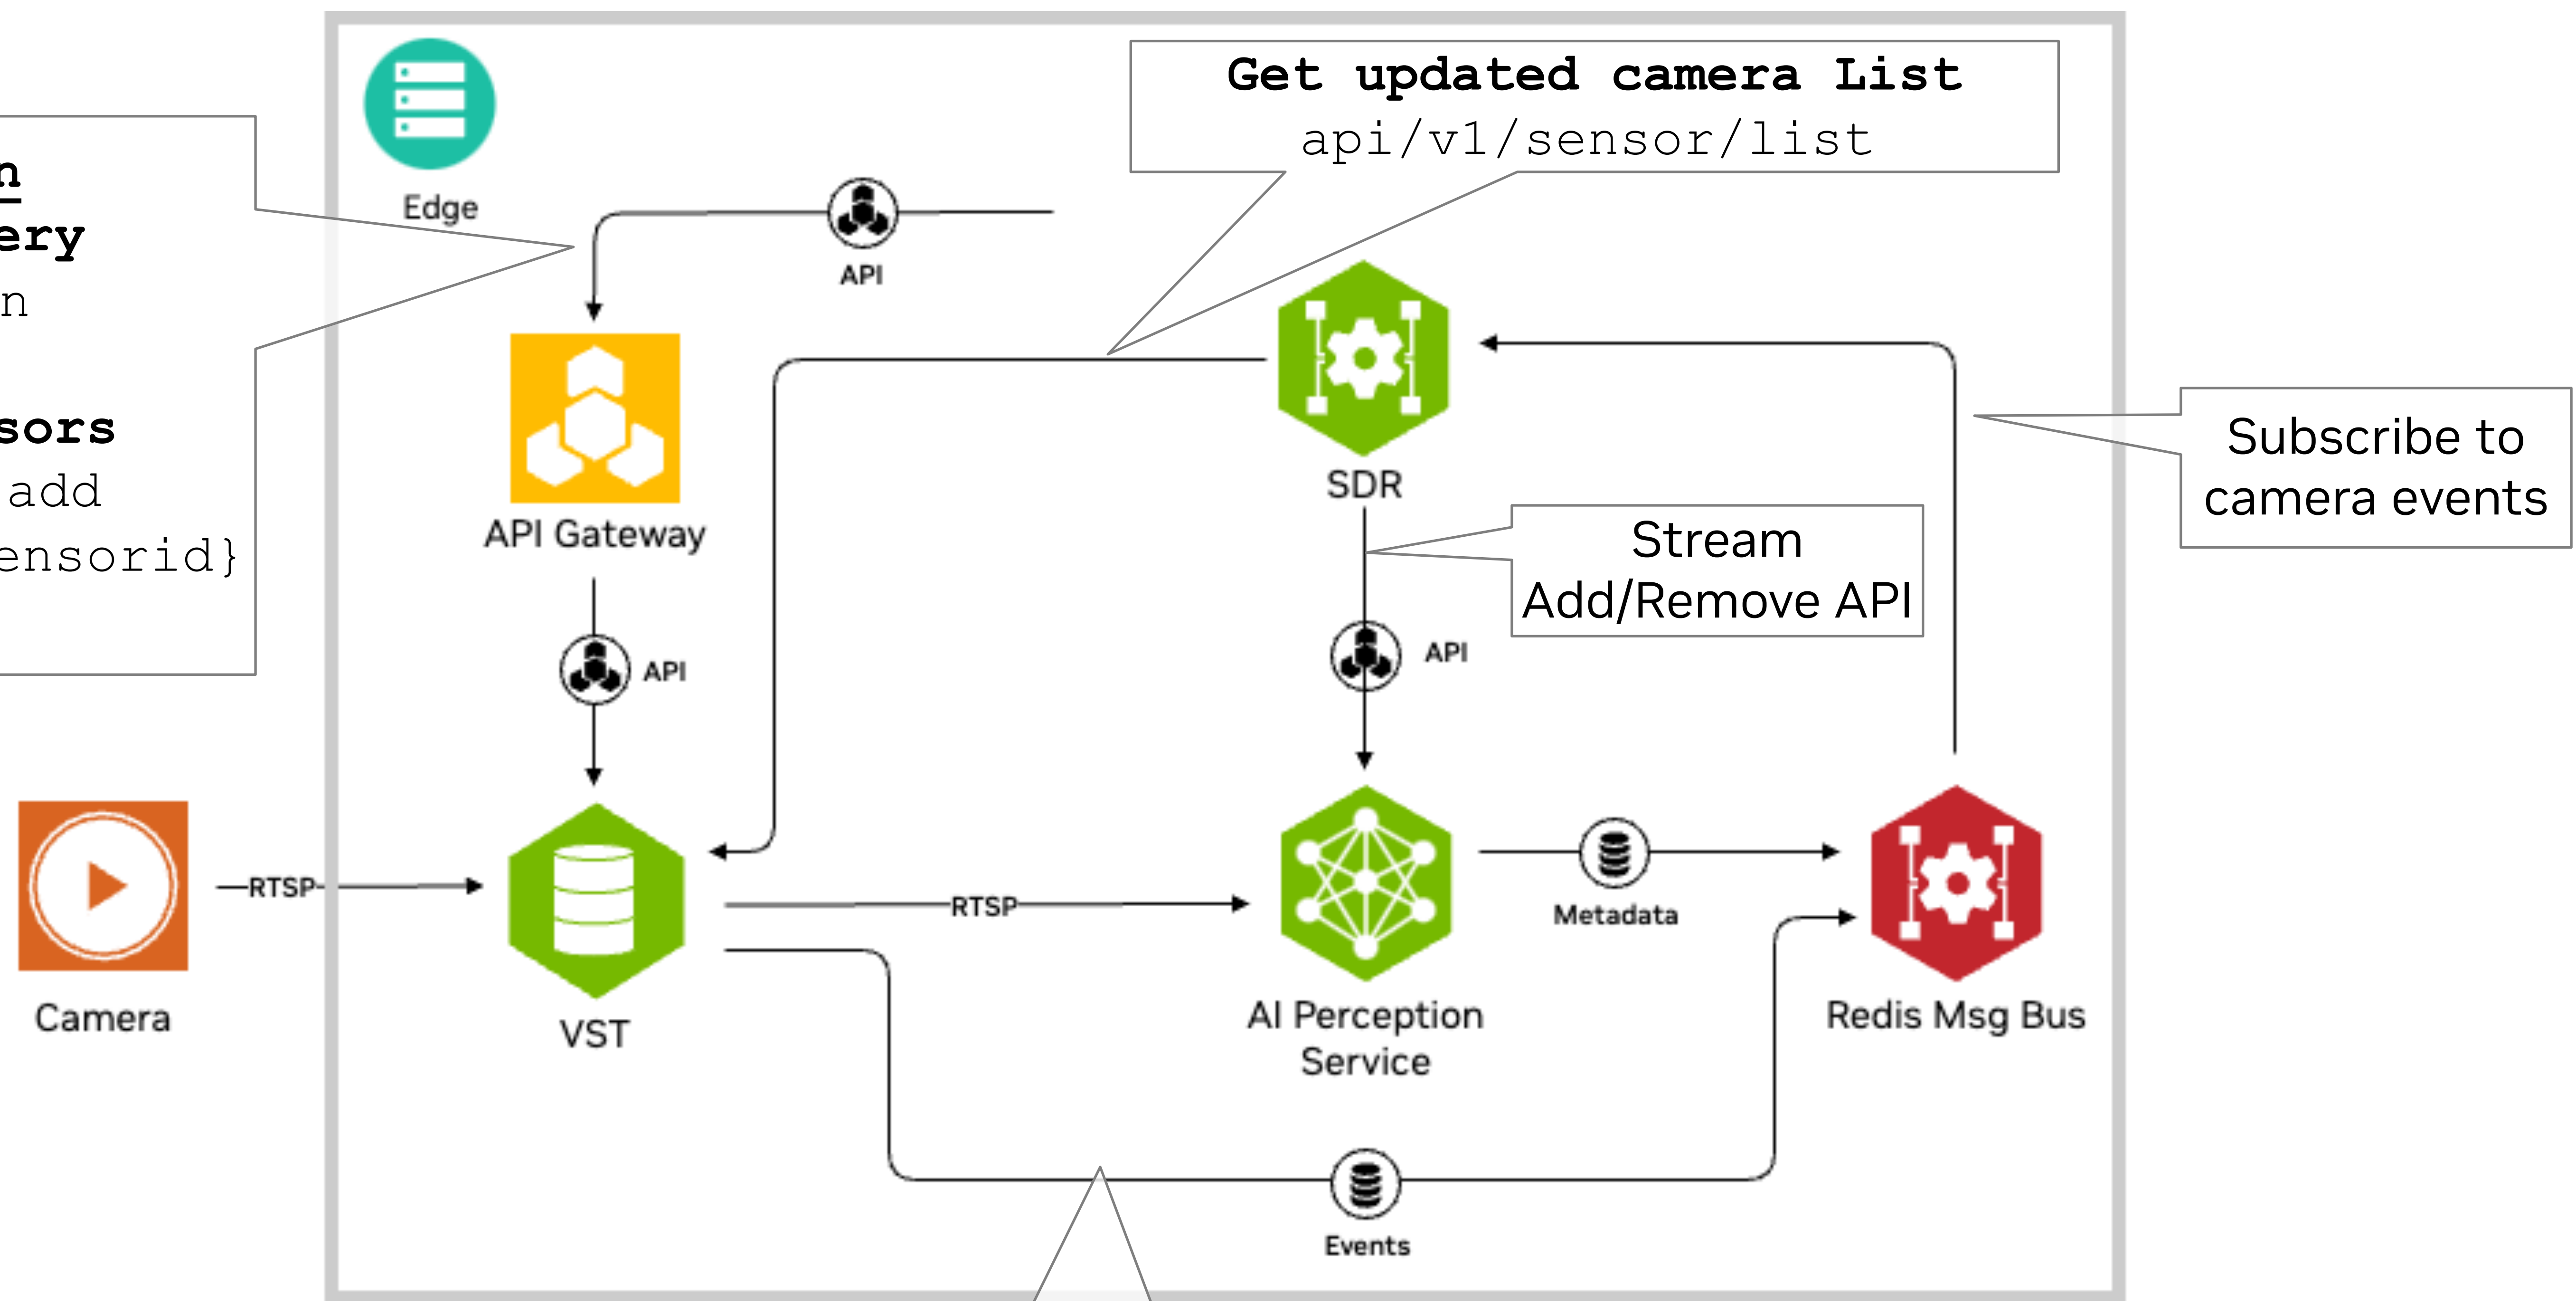 Get updated camera List
api/v1/sensor/list
Edge
API
n
ery
n
sors
add
ensorid}
SDR
Subscribe to
camera events
API Gateway
Stream
Add/Remove API
API
API
RTSP
RTSP
Metadata
Camera
VST
AI Perception
Service
Redis Msg Bus
Events